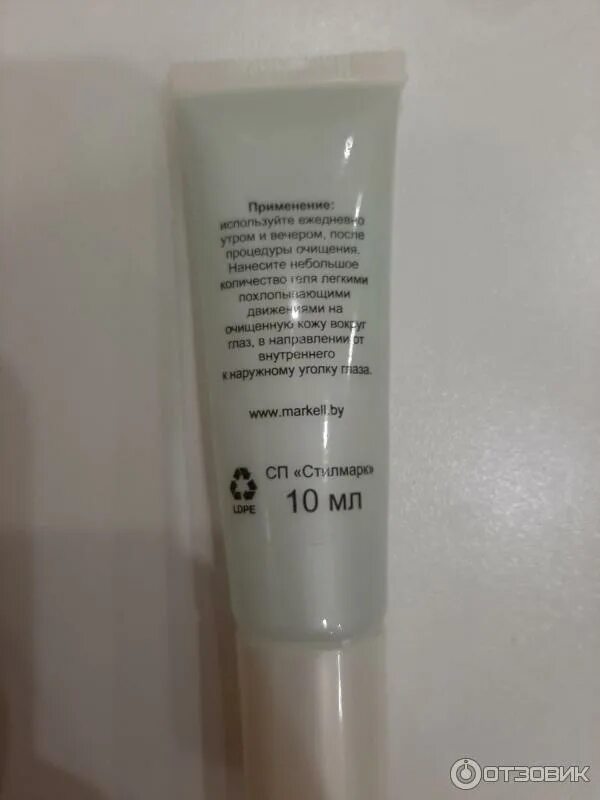 Применение:
используйте ежедневно
утром и вечером, после
процедуры очищения.
Нанесите небольшое
количество геля легкими
похлопывающими
движениями на
очищенную кожу вокруг
глаз, в направлении от
внутреннего
к наружному уголку глаза.
www.markell.by
СП «Стилмарк»
10 мл
LDPE
ОТЗОВИК